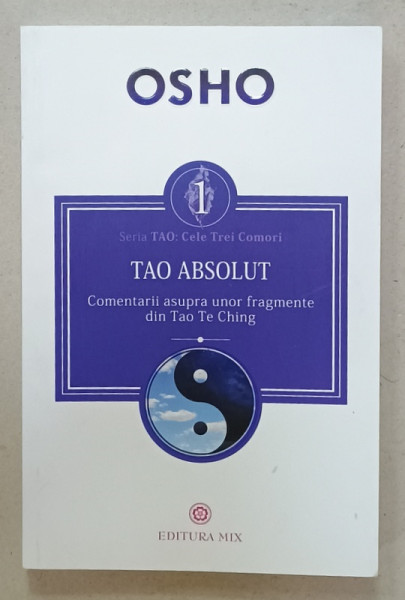 OSHO
1
Seria TAO: Cele Trei Comori
TAO ABSOLUT
Comentarii asupra unor fragmente
din Tao Te Ching
EDITURA MIX